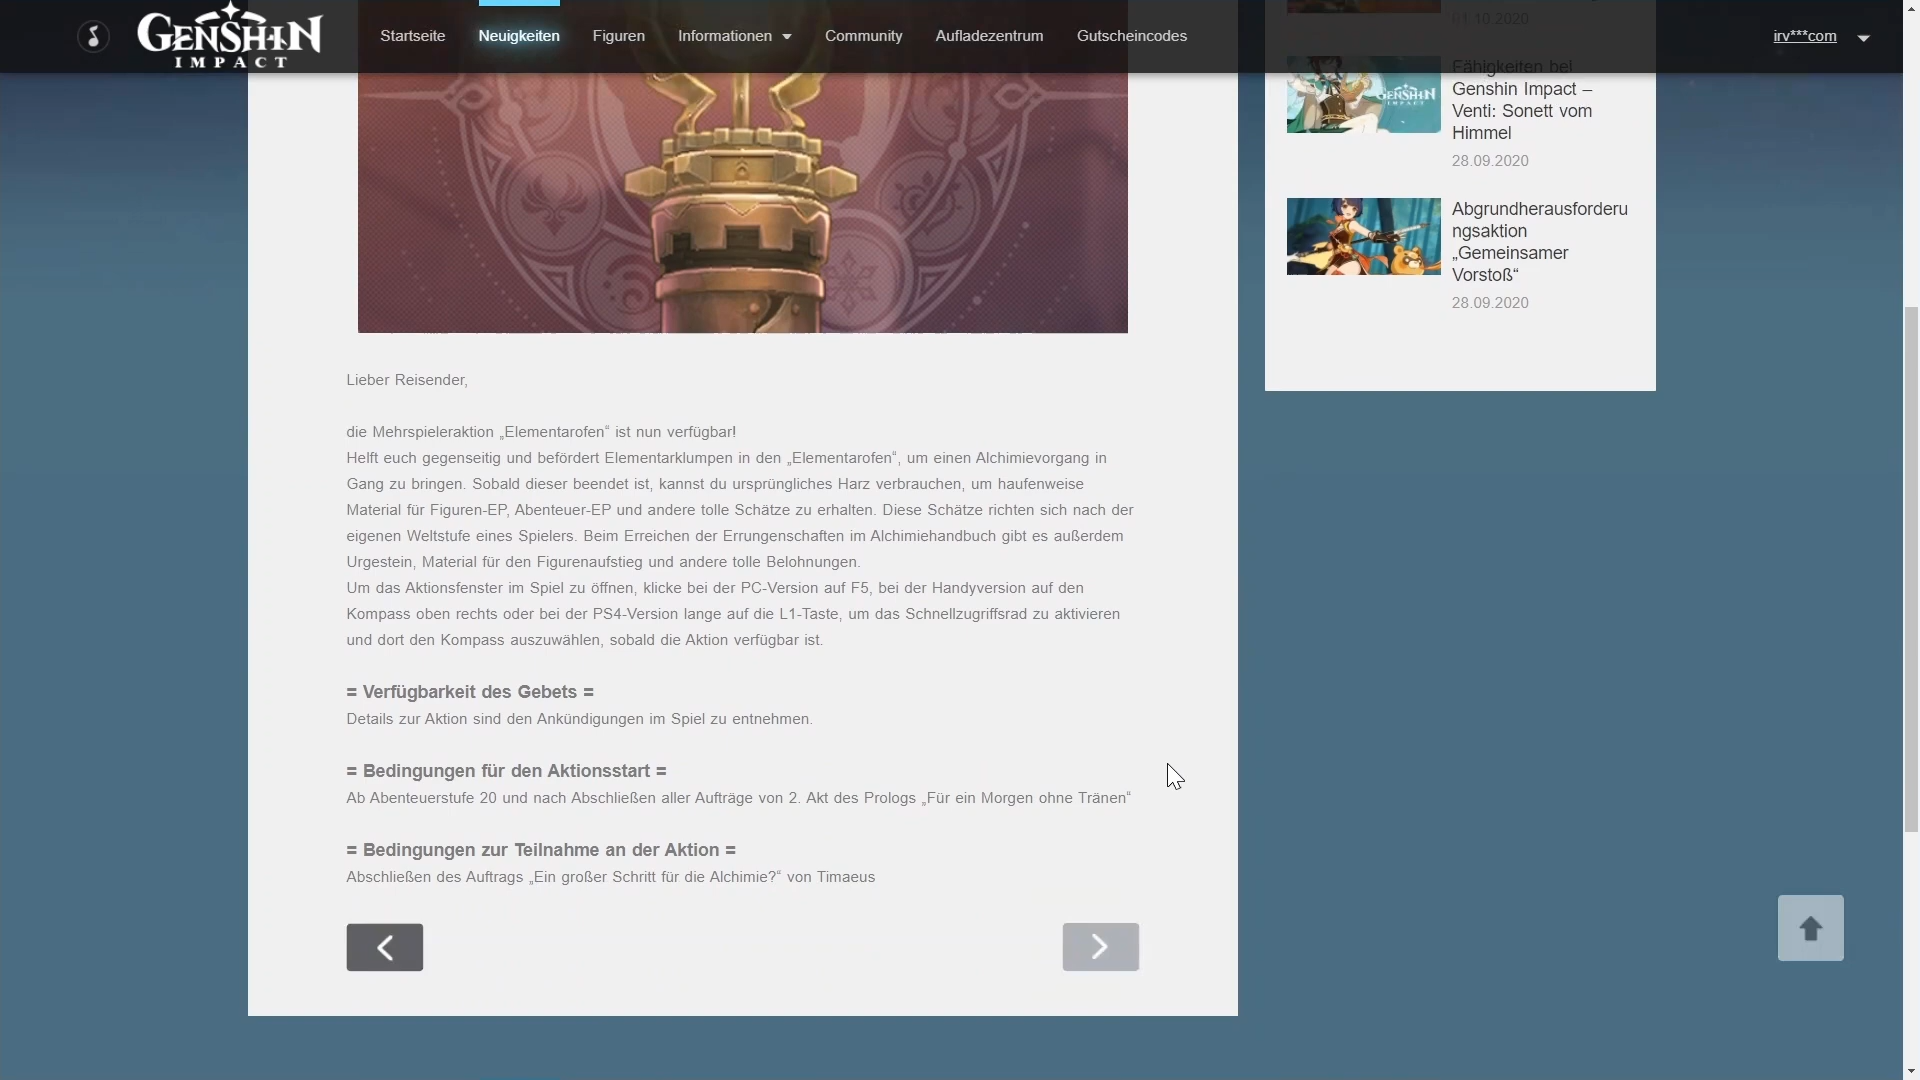 GENSHIN
IMPACT
Startseite
Neuigkeiten
Figuren
Informationen
Community
Aufladezentrum
Gutscheincodes
irv***com
01.10.2020
Fähigkeiten bei
Genshin Impact –
Venti: Sonett vom
Himmel
28.09.2020
GENSHIN
IMPACT
Abgrundherausforderu
ngsaktion
„Gemeinsamer
Vorstoß“
28.09.2020
Lieber Reisender,
die Mehrspieleraktion „Elementarofen“ ist nun verfügbar!
Helft euch gegenseitig und befördert Elementarklumpen in den „Elementarofen“, um einen Alchimievorgang in
Gang zu bringen. Sobald dieser beendet ist, kannst du ursprüngliches Harz verbrauchen, um haufenweise
Material für Figuren-EP, Abenteuer-EP und andere tolle Schätze zu erhalten. Diese Schätze richten sich nach der
eigenen Weltstufe eines Spielers. Beim Erreichen der Errungenschaften im Alchimiehandbuch gibt es außerdem
Urgestein, Material für den Figurenaufstieg und andere tolle Belohnungen.
Um das Aktionsfenster im Spiel zu öffnen, klicke bei der PC-Version auf F5, bei der Handyversion auf den
Kompass oben rechts oder bei der PS4-Version lange auf die L1-Taste, um das Schnellzugriffsrad zu aktivieren
und dort den Kompass auszuwählen, sobald die Aktion verfügbar ist.
= Verfügbarkeit des Gebets =
Details zur Aktion sind den Ankündigungen im Spiel zu entnehmen.
= Bedingungen für den Aktionsstart =
Ab Abenteuerstufe 20 und nach Abschließen aller Aufträge von 2. Akt des Prologs „Für ein Morgen ohne Tränen“
= Bedingungen zur Teilnahme an der Aktion =
Abschließen des Auftrags „Ein großer Schritt für die Alchimie?“ von Timaeus